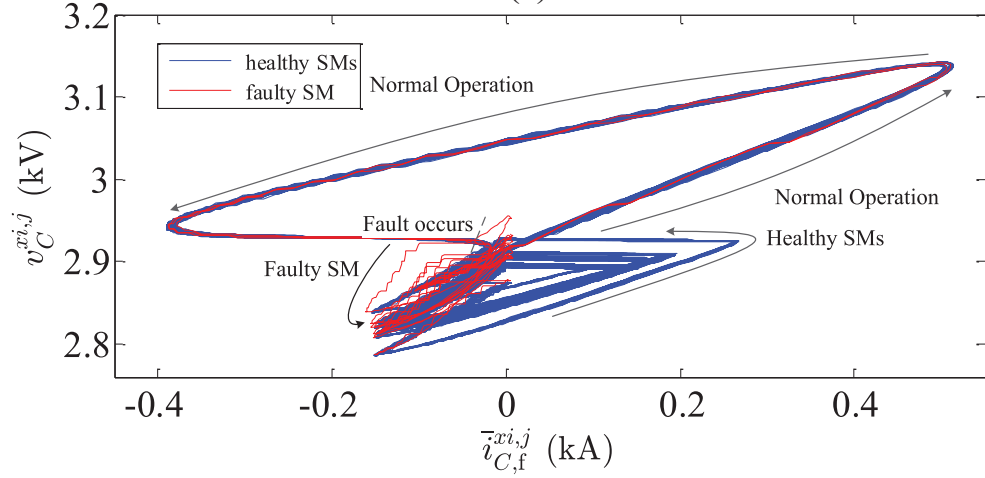 3.2
healthy SMs
faulty SM
Normal Operation
3.1
3
Normal Operation
Fault occurs
Healthy SMs
2.9
Faulty SM
2.8
-0.4 -0.2 0 0.2 0.4
v_C^{xi,j} (kV)
\overline{i}_{C,f}^{xi,j} (kA)